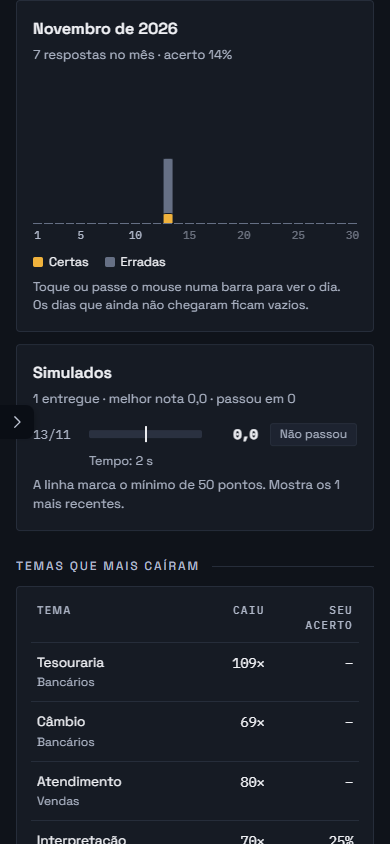 Novembro de 2026
7 respostas no mês · acerto 14%
1 5 10 15 20 25 30
Certas Erradas
Toque ou passe o mouse numa barra para ver o dia.
Os dias que ainda não chegaram ficam vazios.
Simulados
1 entregue · melhor nota 0,0 · passou em 0
13/11 0,0 Não passou
Tempo: 2 s
A linha marca o mínimo de 50 pontos. Mostra os 1
mais recentes.
TEMAS QUE MAIS CAÍRAM
TEMA CAIU SEU
ACERTO
Tesouraria 109× –
Bancários
Câmbio 69× –
Bancários
Atendimento 80× –
Vendas
Interpretação 70× 25%